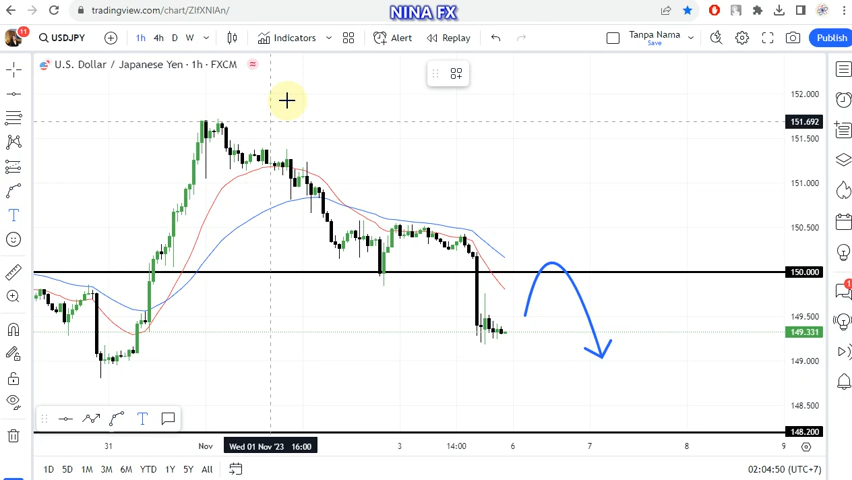 NINA FX
tradingview.com/chart/ZIfXNIAn/
11
USDJPY
1h 4h D W
Indicators
Alert
Replay
Tanpa Nama
Save
Publish
U.S. Dollar / Japanese Yen · 1h · FXCM
152.000
151.692
151.500
151.000
150.500
150.000
149.500
149.331
149.000
148.500
148.200
1
T
T
31
Nov
Wed 01 Nov '23 16:00
3
14:00
6
7
8
9
1D 5D 1M 3M 6M YTD 1Y 5Y All
02:04:50 (UTC+7)